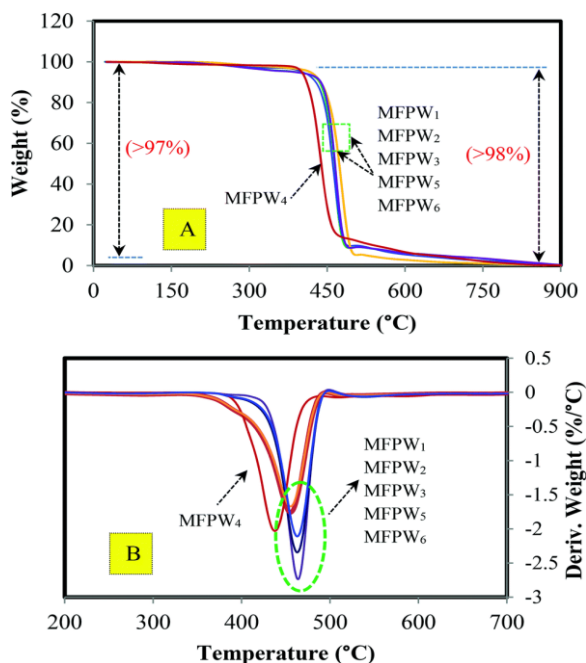 120
100
80
60
40
20
0
Weight (%)
(>97%)
(>98%)
MFPW1
MFPW2
MFPW3
MFPW5
MFPW6
MFPW4
A
0 150 300 450 600 750 900
Temperature (°C)
0.5
0
-0.5
-1
-1.5
-2
-2.5
-3
Deriv. Weight (%/°C)
MFPW1
MFPW2
MFPW3
MFPW5
MFPW6
MFPW4
B
200 300 400 500 600 700
Temperature (°C)